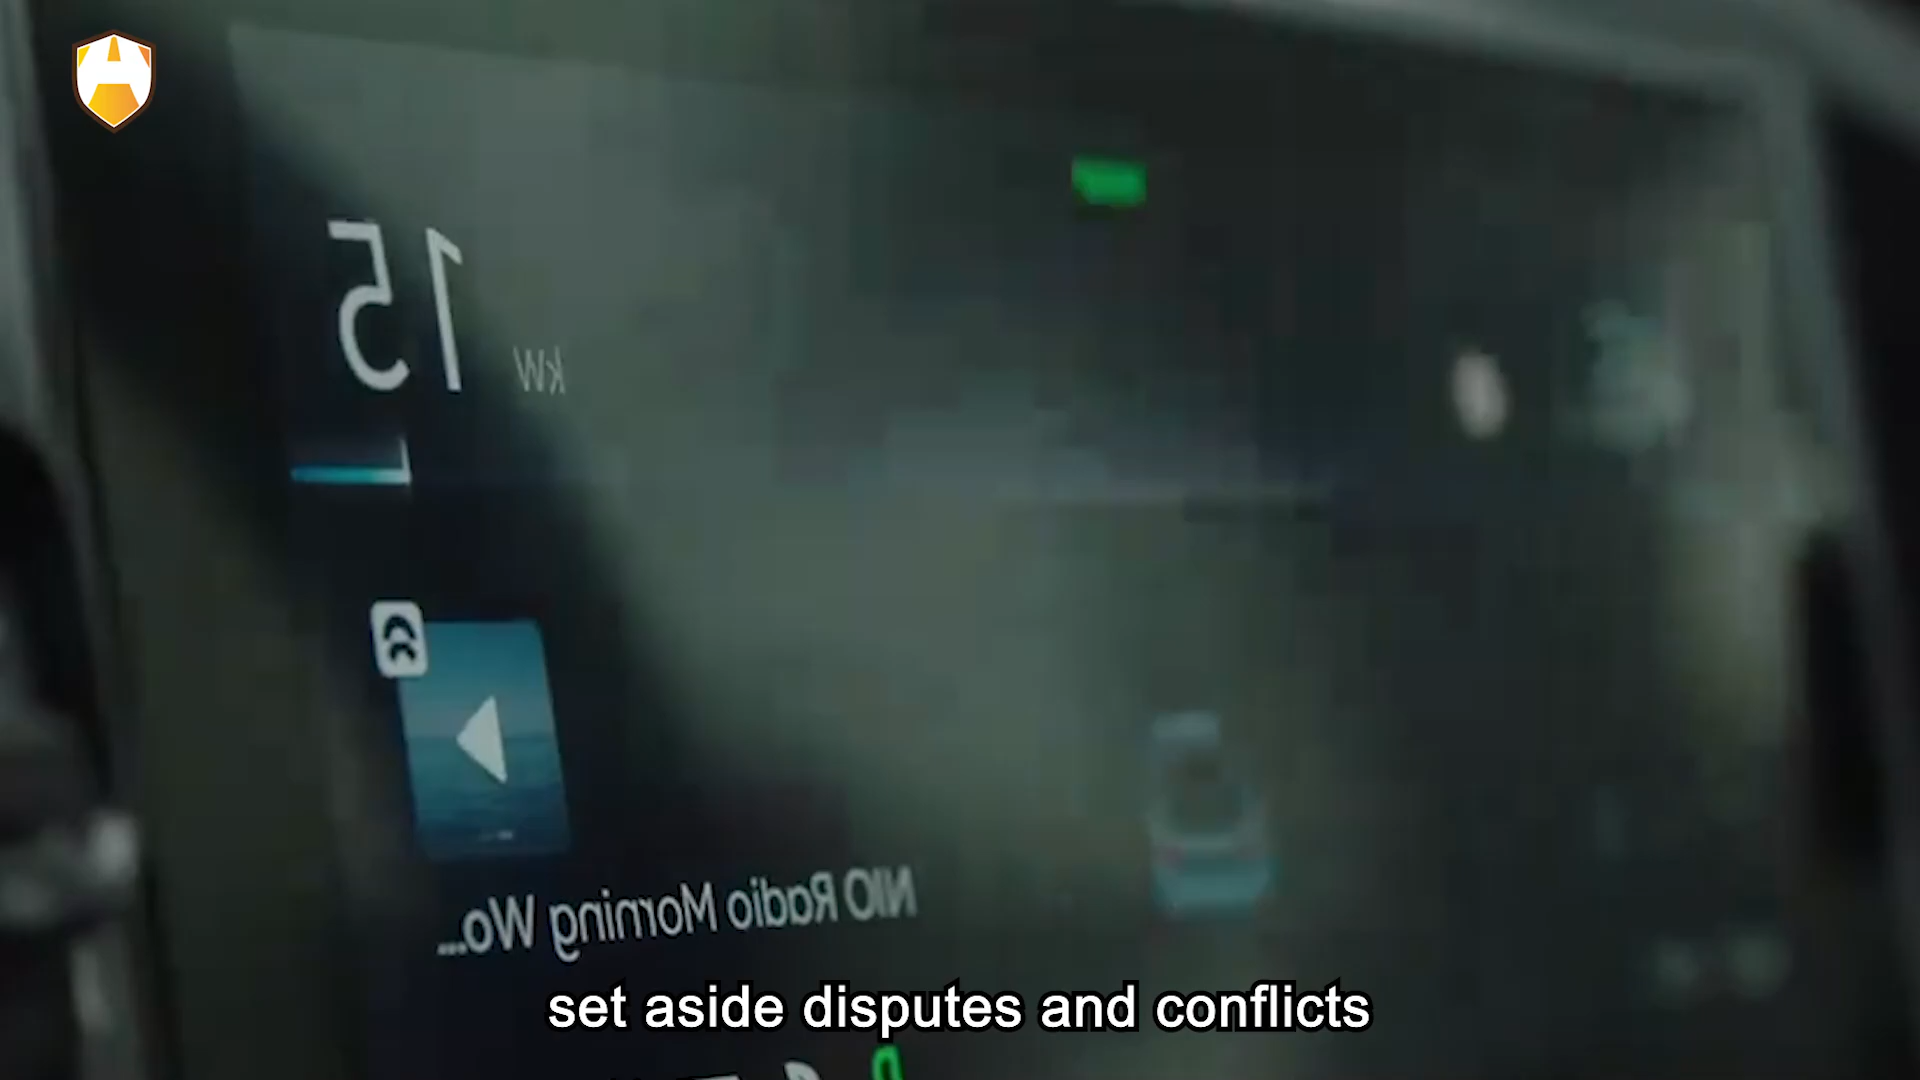 15
kW
NIO Radio Morning Wo...
set aside disputes and conflicts